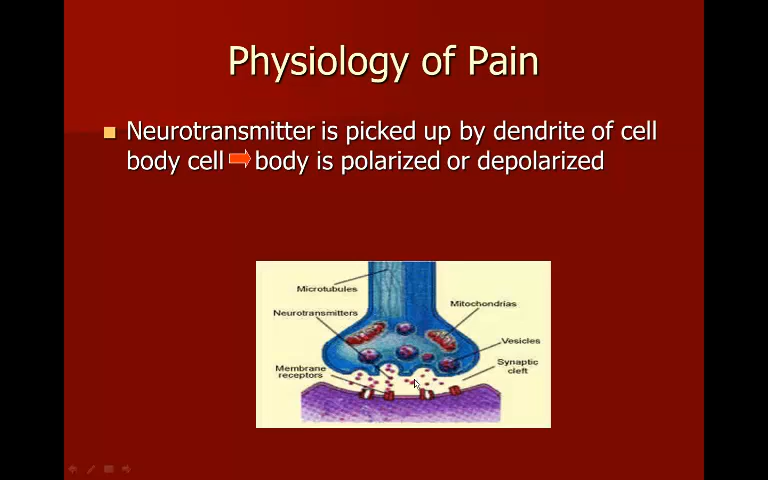 Physiology of Pain
Neurotransmitter is picked up by dendrite of cell
body cell body is polarized or depolarized
Microtubules
Neurotransmitters
Mitochondrias
Vesicles
Synaptic
cleft
Membrane
receptors